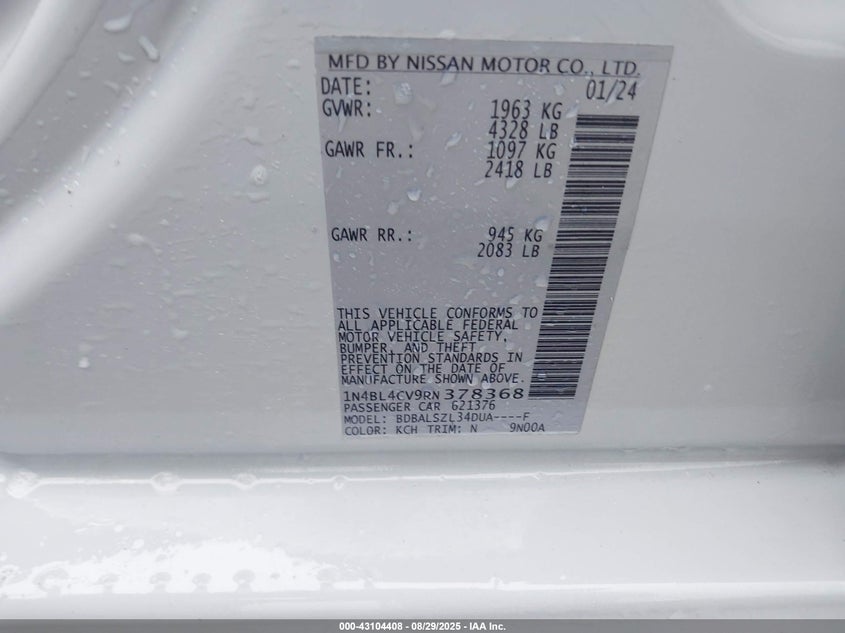 MFD BY NISSAN MOTOR CO., LTD.
DATE: 01/24
GVWR: 1963 KG
4328 LB
GAWR FR.: 1097 KG
2418 LB
GAWR RR.: 945 KG
2083 LB
THIS VEHICLE CONFORMS TO
ALL APPLICABLE FEDERAL
MOTOR VEHICLE SAFETY,
BUMPER, AND THEFT
PREVENTION STANDARDS IN
EFFECT ON THE DATE OF
MANUFACTURE SHOWN ABOVE.
1N4BL4CV9RN378368
PASSENGER CAR 621376
MODEL: BDBALSZL34DUA----F
COLOR: KCH TRIM: N 9N00A
000-43104408 - 08/29/2025 - IAA Inc.